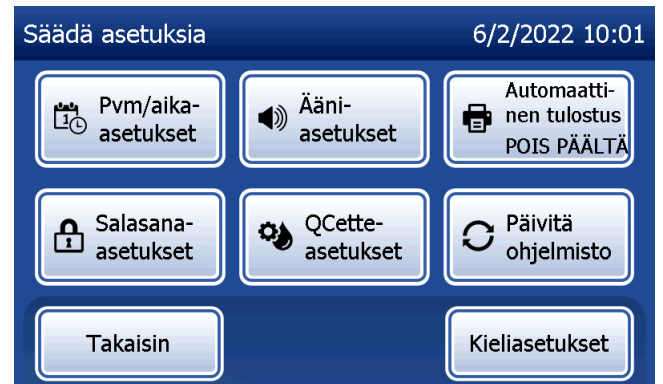 Säädä asetuksia
6/2/2022 10:01
Pvm/aika-
asetukset
Ääni-
asetukset
Automaatti-
nen tulostus
POIS PÄÄLTÄ
Salasana-
asetukset
QCette-
asetukset
Päivitä
ohjelmisto
Takaisin
Kieliasetukset